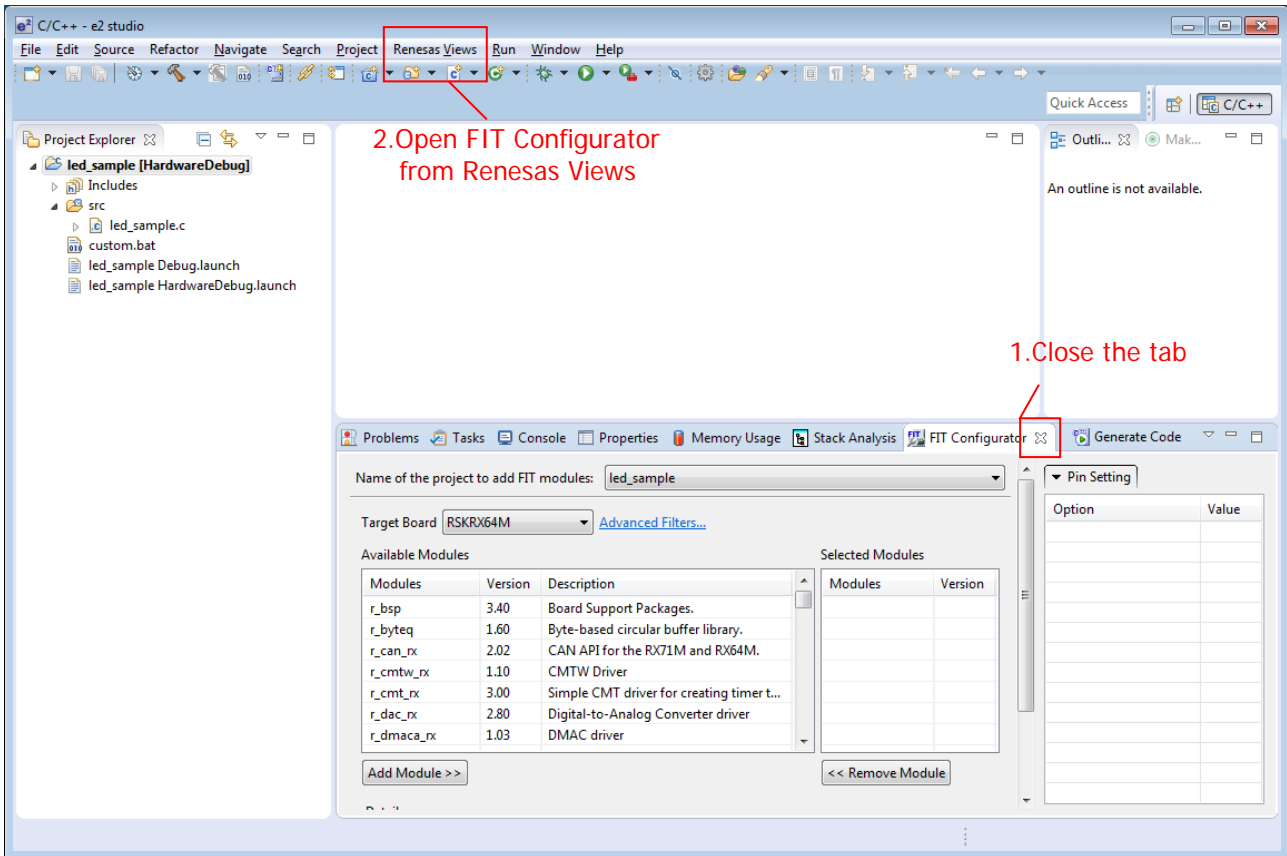 C/C++ - e2 studio
File Edit Source Refactor Navigate Search Project Renesas Views Run Window Help
Quick Access
C/C++
Project Explorer
led_sample [HardwareDebug]
Includes
src
led_sample.c
custom.bat
led_sample Debug.launch
led_sample HardwareDebug.launch
2.Open FIT Configurator
from Renesas Views
Outli... Mak...
An outline is not available.
1.Close the tab
Problems Tasks Console Properties Memory Usage Stack Analysis FIT Configurator Generate Code
Name of the project to add FIT modules: led_sample
Target Board RSKRX64M Advanced Filters...
Available Modules
Modules Version Description
r_bsp 3.40 Board Support Packages.
r_byteq 1.60 Byte-based circular buffer library.
r_can_rx 2.02 CAN API for the RX71M and RX64M.
r_cmtw_rx 1.10 CMTW Driver
r_cmt_rx 3.00 Simple CMT driver for creating timer t...
r_dac_rx 2.80 Digital-to-Analog Converter driver
r_dmaca_rx 1.03 DMAC driver
Add Module >>
Selected Modules
Modules Version
<< Remove Module
Pin Setting
Option Value